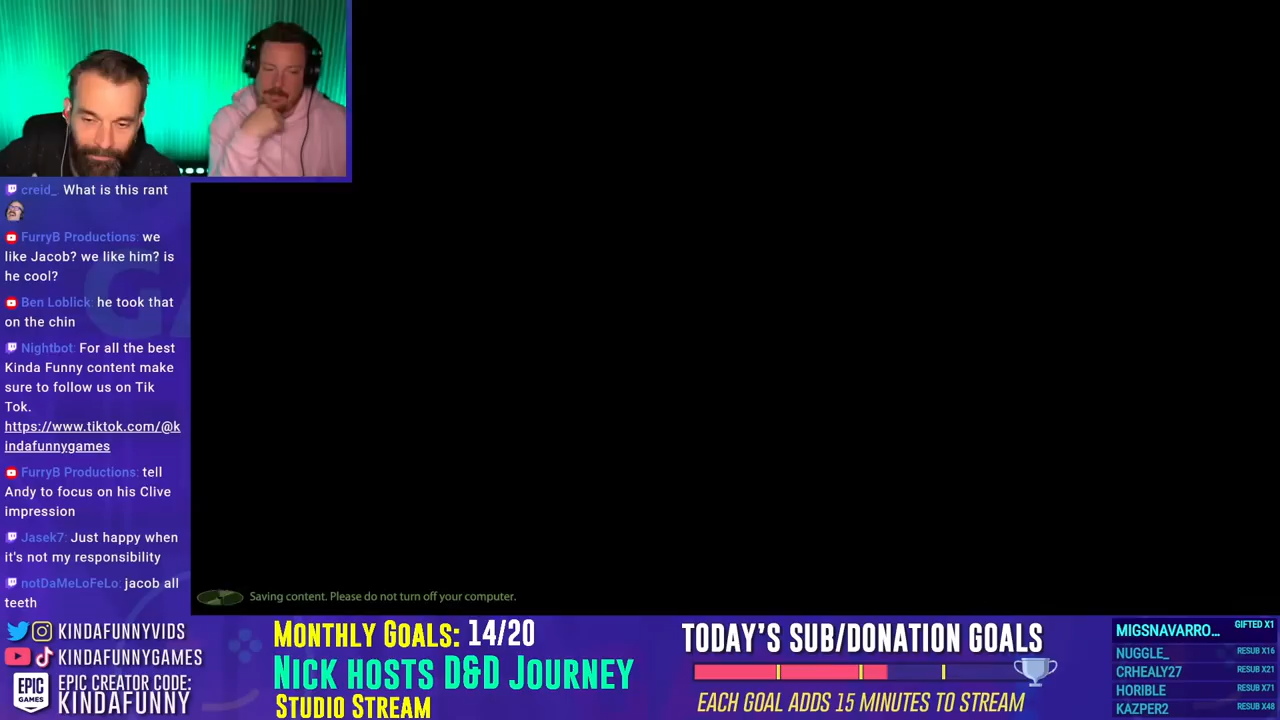 creid_: What is this rant
FurryB Productions: we
like Jacob? we like him? is
he cool?
Ben Loblick: he took that
on the chin
Nightbot: For all the best
Kinda Funny content make
sure to follow us on Tik
Tok.
https://www.tiktok.com/@k
indafunnygames
FurryB Productions: tell
Andy to focus on his Clive
impression
Jasek7: Just happy when
it's not my responsibility
notDaMeLoFeLo: jacob all
teeth
Saving content. Please do not turn off your computer.
KINDAFUNNYVIDS
KINDAFUNNYGAMES
EPIC GAMES
EPIC CREATOR CODE:
KINDAFUNNY
MONTHLY GOALS: 14/20
NICK HOSTS D&D JOURNEY
STUDIO STREAM
TODAY'S SUB/DONATION GOALS
EACH GOAL ADDS 15 MINUTES TO STREAM
MIGSNAVARRO... GIFTED X1
NUGGLE_ RESUB X16
CRHEALY27 RESUB X21
HORIBLE RESUB X71
KAZPER2 RESUB X48